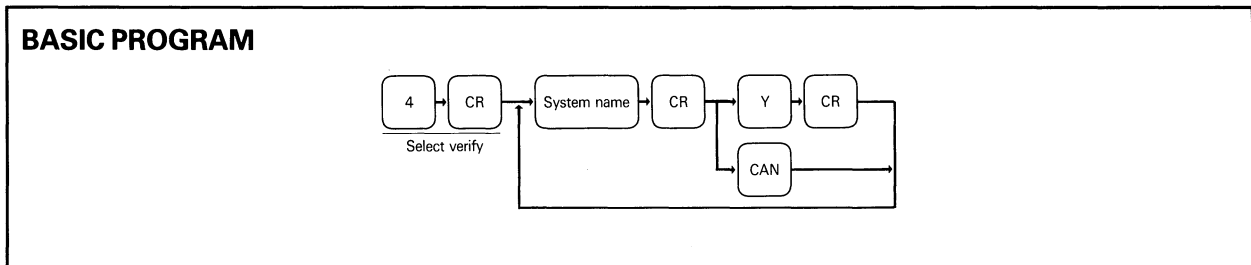 BASIC PROGRAM
4 CR System name CR Y CR
Select verify
CAN